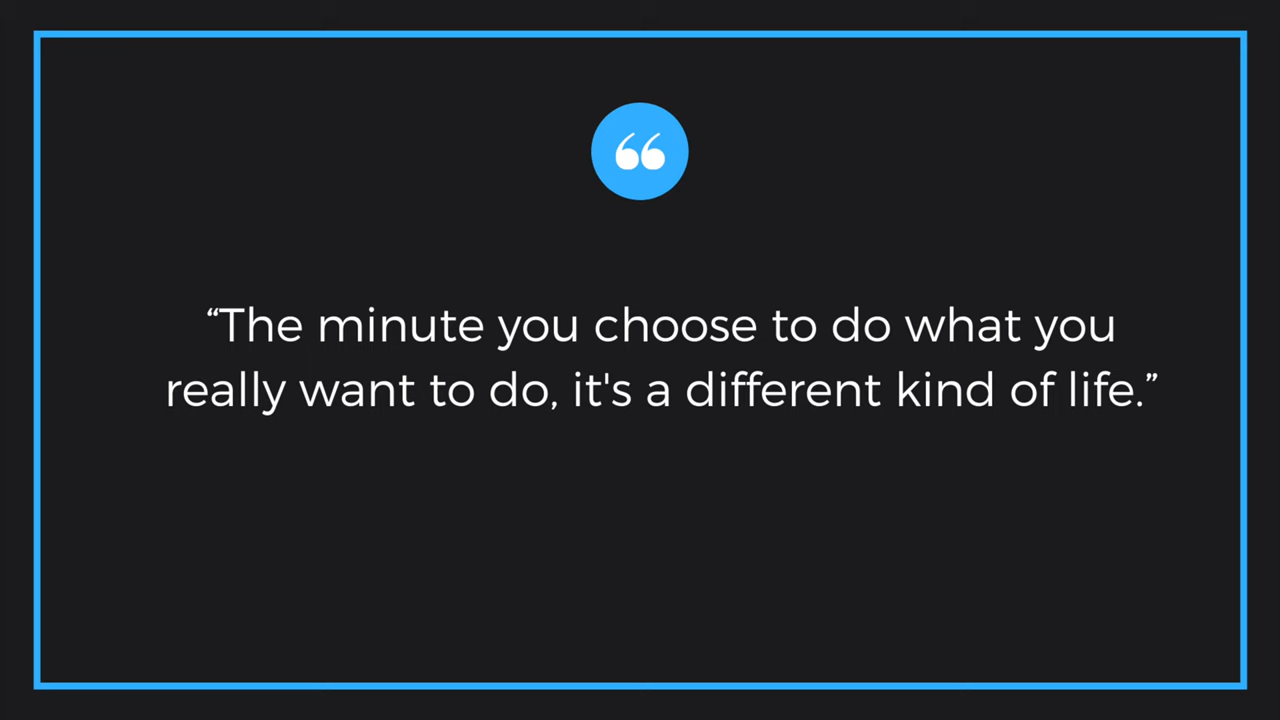 “The minute you choose to do what you
really want to do, it's a different kind of life.”